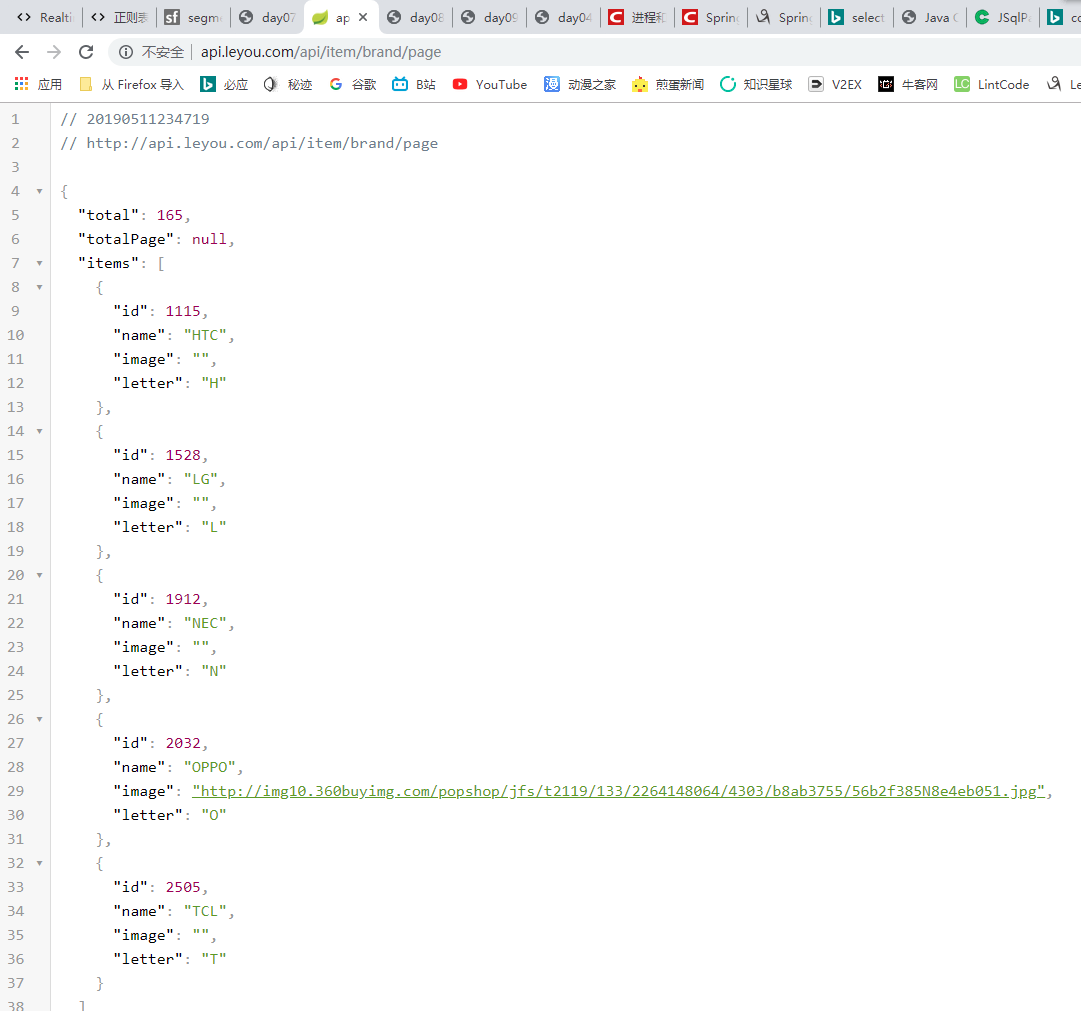 Realti 正则表 segm day07 ap day08 day09 day04 进程和 Spring Spring select Java JSqlP co
不安全 api.leyou.com/api/item/brand/page
应用 从 Firefox 导入 必应 秘迹 谷歌 B站 YouTube 动漫之家 煎蛋新闻 知识星球 V2EX 牛客网 LintCode Le
1 // 20190511234719
2 // http://api.leyou.com/api/item/brand/page
3
4 {
5 "total": 165,
6 "totalPage": null,
7 "items": [
8 {
9 "id": 1115,
10 "name": "HTC",
11 "image": "",
12 "letter": "H"
13 },
14 {
15 "id": 1528,
16 "name": "LG",
17 "image": "",
18 "letter": "L"
19 },
20 {
21 "id": 1912,
22 "name": "NEC",
23 "image": "",
24 "letter": "N"
25 },
26 {
27 "id": 2032,
28 "name": "OPPO",
29 "image": "http://img10.360buyimg.com/popshop/jfs/t2119/133/2264148064/4303/b8ab3755/56b2f385N8e4eb051.jpg",
30 "letter": "O"
31 },
32 {
33 "id": 2505,
34 "name": "TCL",
35 "image": "",
36 "letter": "T"
37 }
38 ]